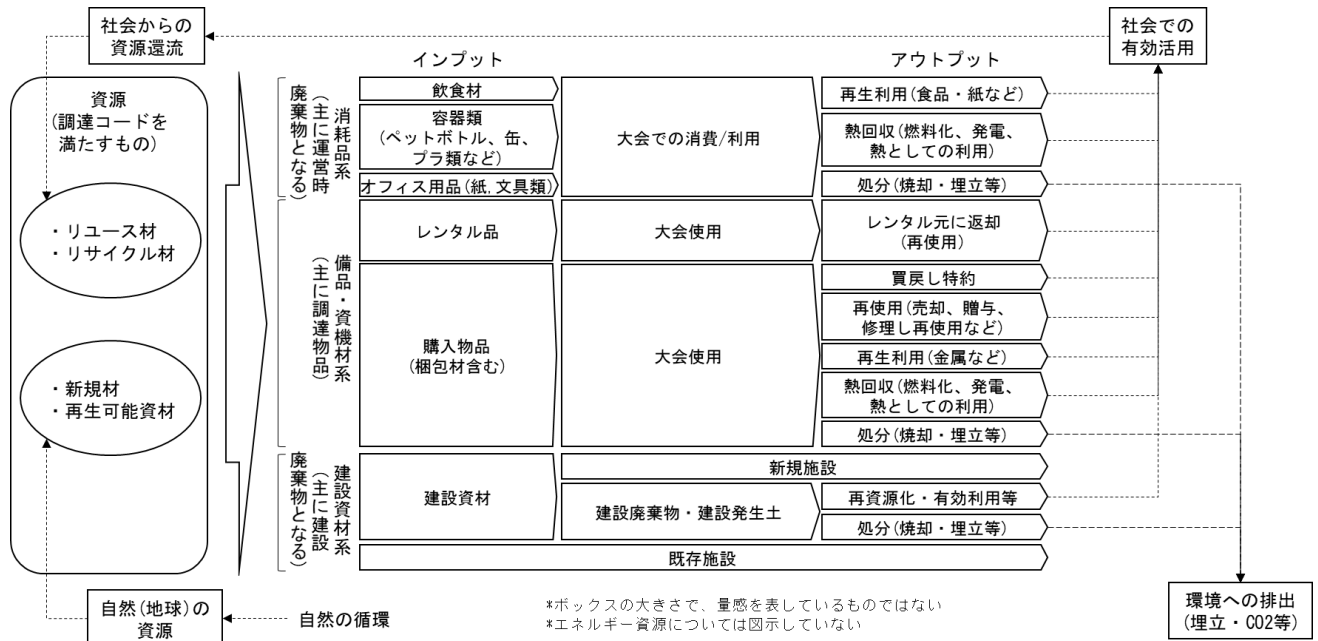 社会からの
資源還流
社会での
有効活用
インプット
アウトプット
資源
(調達コードを
満たすもの)
・リユース材
・リサイクル材
・新規材
・再生可能資材
自然(地球)の
資源
自然の循環
消耗品系
(主に運営時
廃棄物となる)
飲食材
容器類
(ペットボトル、缶、
プラ類など)
オフィス用品(紙,文具類)
大会での消費/利用
再生利用(食品・紙など)
熱回収(燃料化、発電、
熱としての利用)
処分(焼却・埋立等)
備品・資機材系
(主に調達物品)
レンタル品
大会使用
レンタル元に返却
(再使用)
購入物品
(梱包材含む)
大会使用
買戻し特約
再使用(売却、贈与、
修理し再使用など)
再生利用(金属など)
熱回収(燃料化、発電、
熱としての利用)
処分(焼却・埋立等)
建設資材系
(主に建設
廃棄物となる)
建設資材
新規施設
建設廃棄物・建設発生土
再資源化・有効利用等
処分(焼却・埋立等)
既存施設
環境への排出
(埋立・CO2等)
*ボックスの大きさで、量感を表しているものではない
*エネルギー資源については図示していない